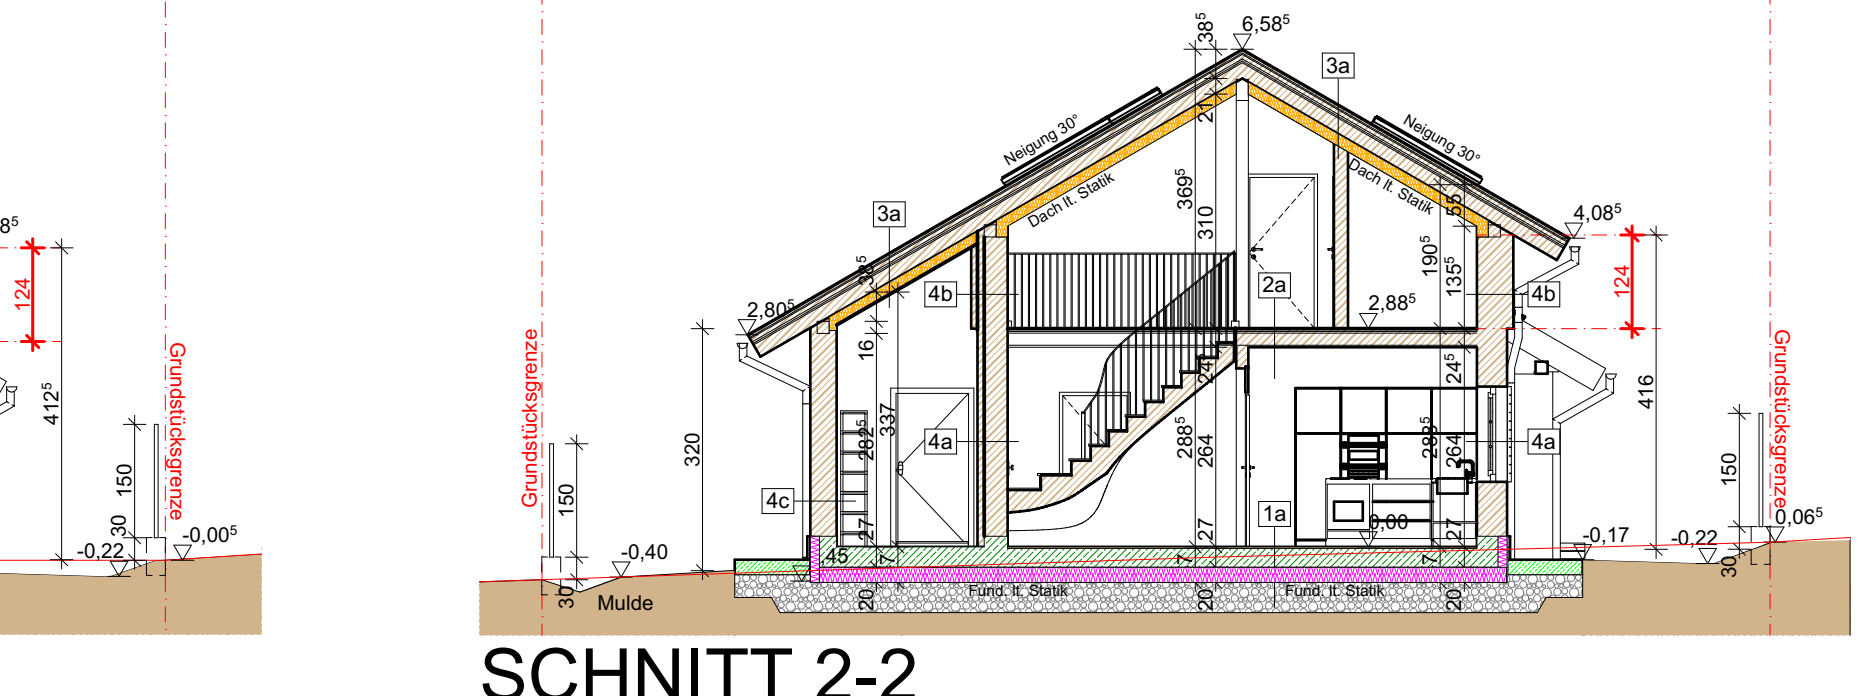 8⁵
124
412⁵
150
30
-0,22
-0,00⁵
Grundstücksgrenze
Grundstücksgrenze
150
30
-0,40
Mulde
320
2,80⁵
3a
38⁵
16
282⁵
337
27
7
20
45
4c
4b
4a
Neigung 30°
Dach lt. Statik
38⁵
6,58⁵
21
369⁵
310
24⁵
288⁵
264
27
7
20
Fund. lt. Statik
3a
Neigung 30°
Dach lt. Statik
2a
2,88⁵
1a
0,00
Fund. lt. Statik
55
190⁵
135⁵
24⁵
288⁵
264
27
7
20
4,08⁵
4b
4a
124
416
-0,17
-0,22
150
30
0,06⁵
Grundstücksgrenze
SCHNITT 2-2